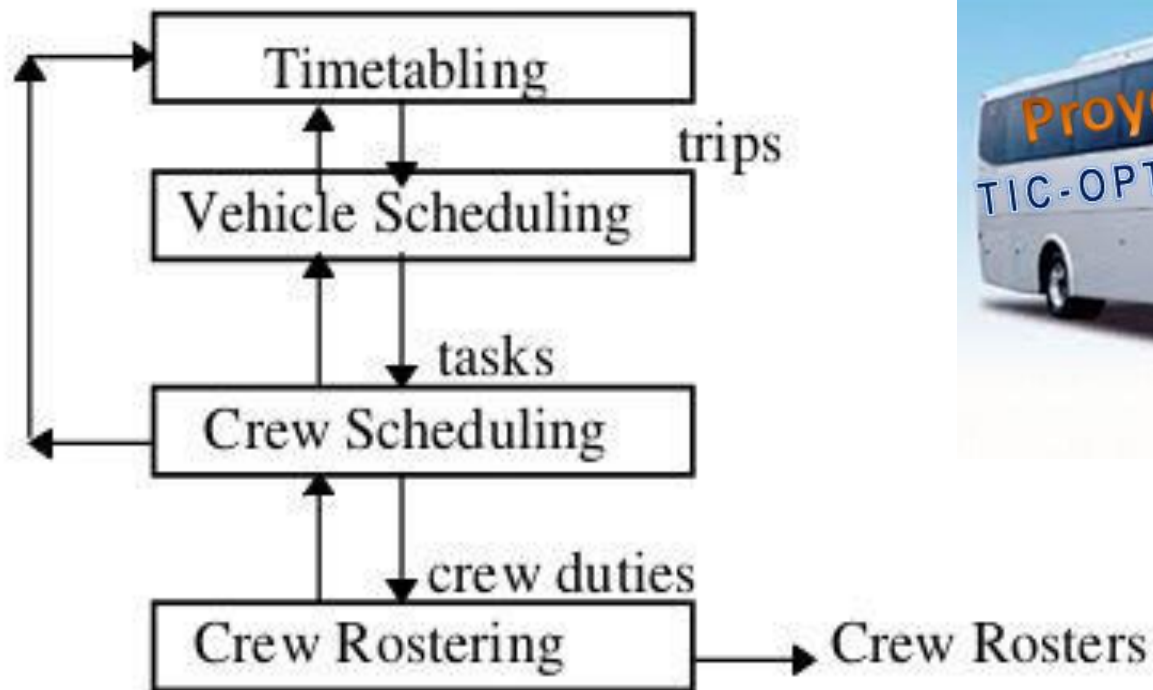 Timetabling
trips
Vehicle Scheduling
tasks
Crew Scheduling
crew duties
Crew Rostering
Crew Rosters